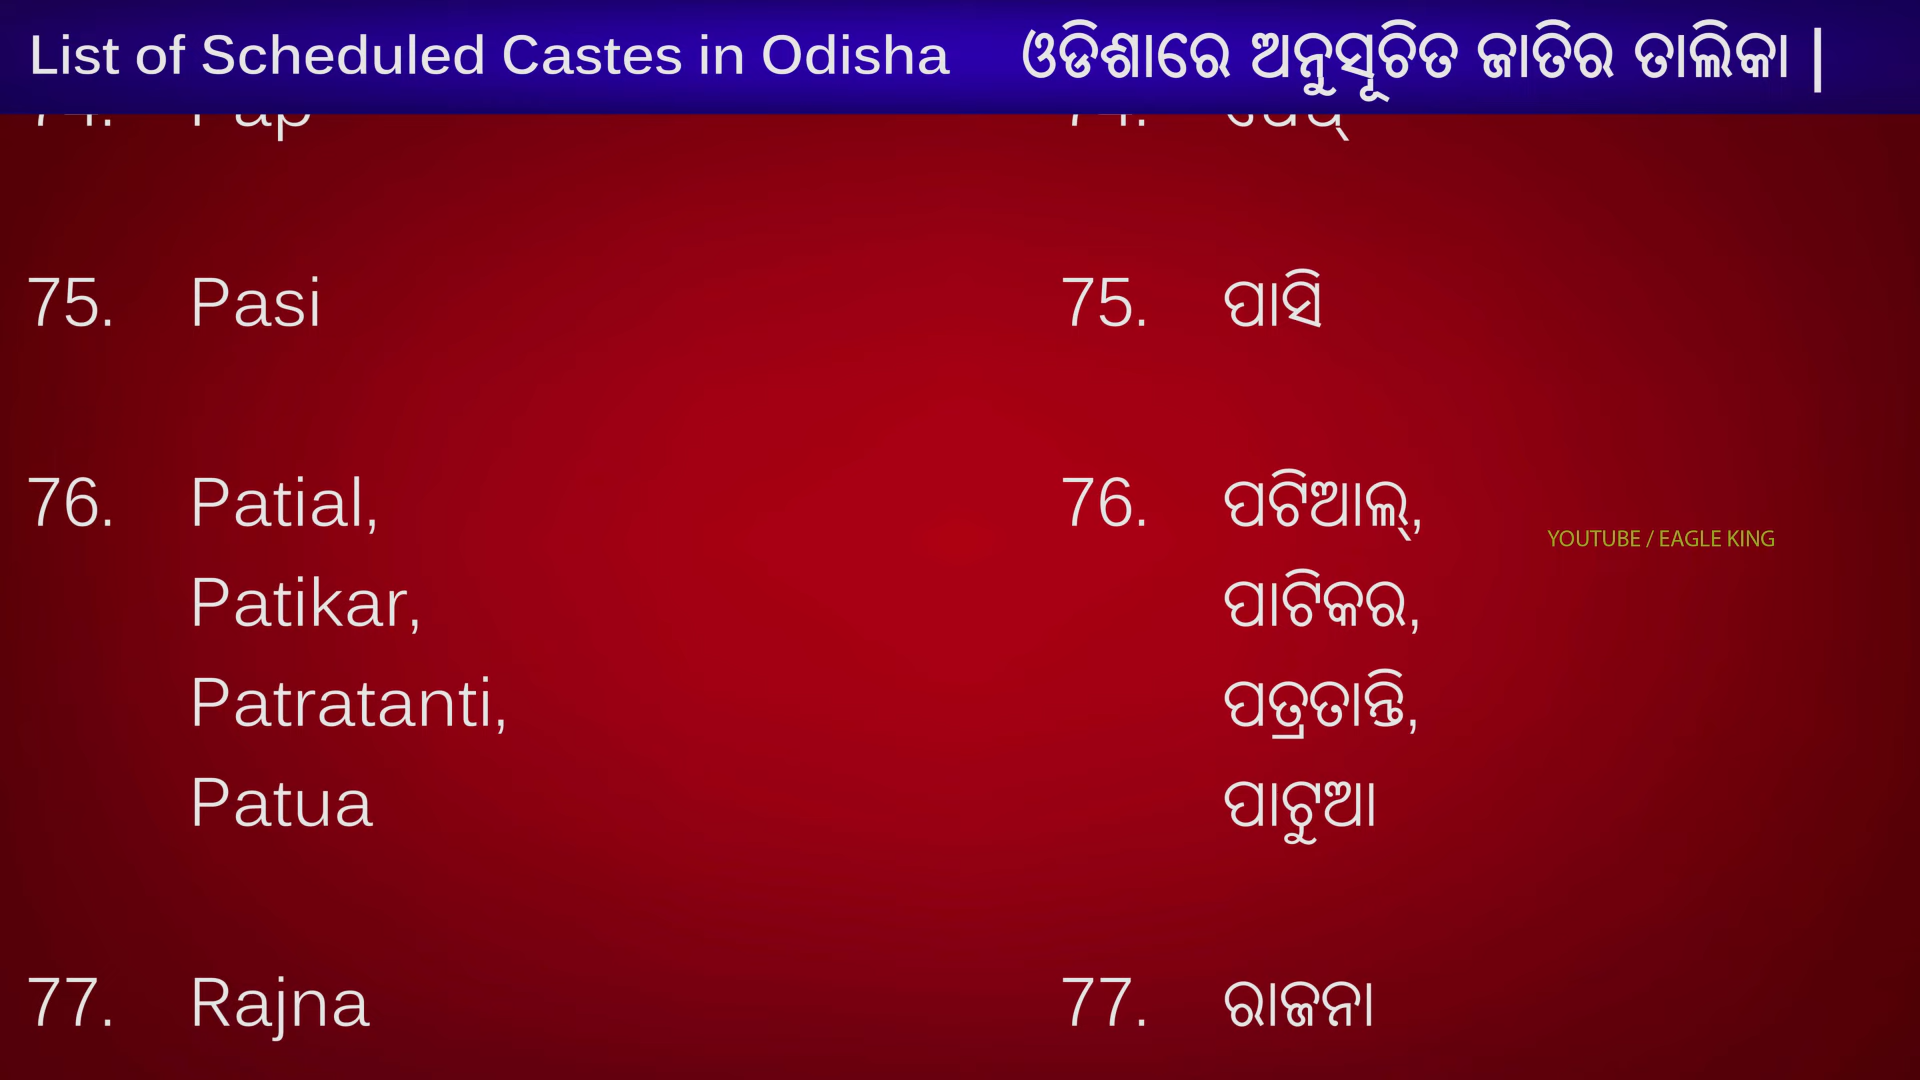 List of Scheduled Castes in Odisha ଓଡିଶାରେ ଅନୁସୂଚିତ ଜାତିର ତାଲିକା |
75. Pasi 75. ପାସି
76. Patial, 76. ପଟିଆଲ୍,
Patikar, ପାଟିକର,
Patratanti, ପତ୍ରତାନ୍ତି,
Patua ପାଟୁଆ
77. Rajna 77. ରାଜନା
YOUTUBE / EAGLE KING